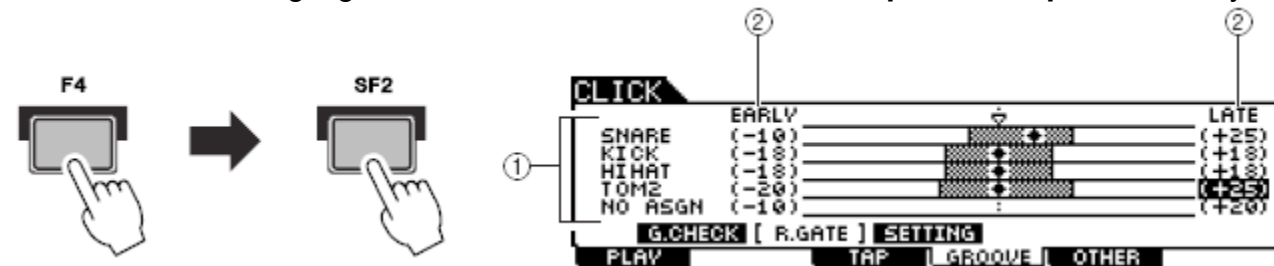 ② ②
F4 SF2
CLICK
EARLY LATE
SNARE (-10) (+25)
KICK (-18) (+18)
HIHAT (-18) (+18)
TOM2 (-20) (+25)
NO ASGN (-10) (+20)
①
G.CHECK [ R.GATE ] SETTING
PLAY TAP GROOVE OTHER